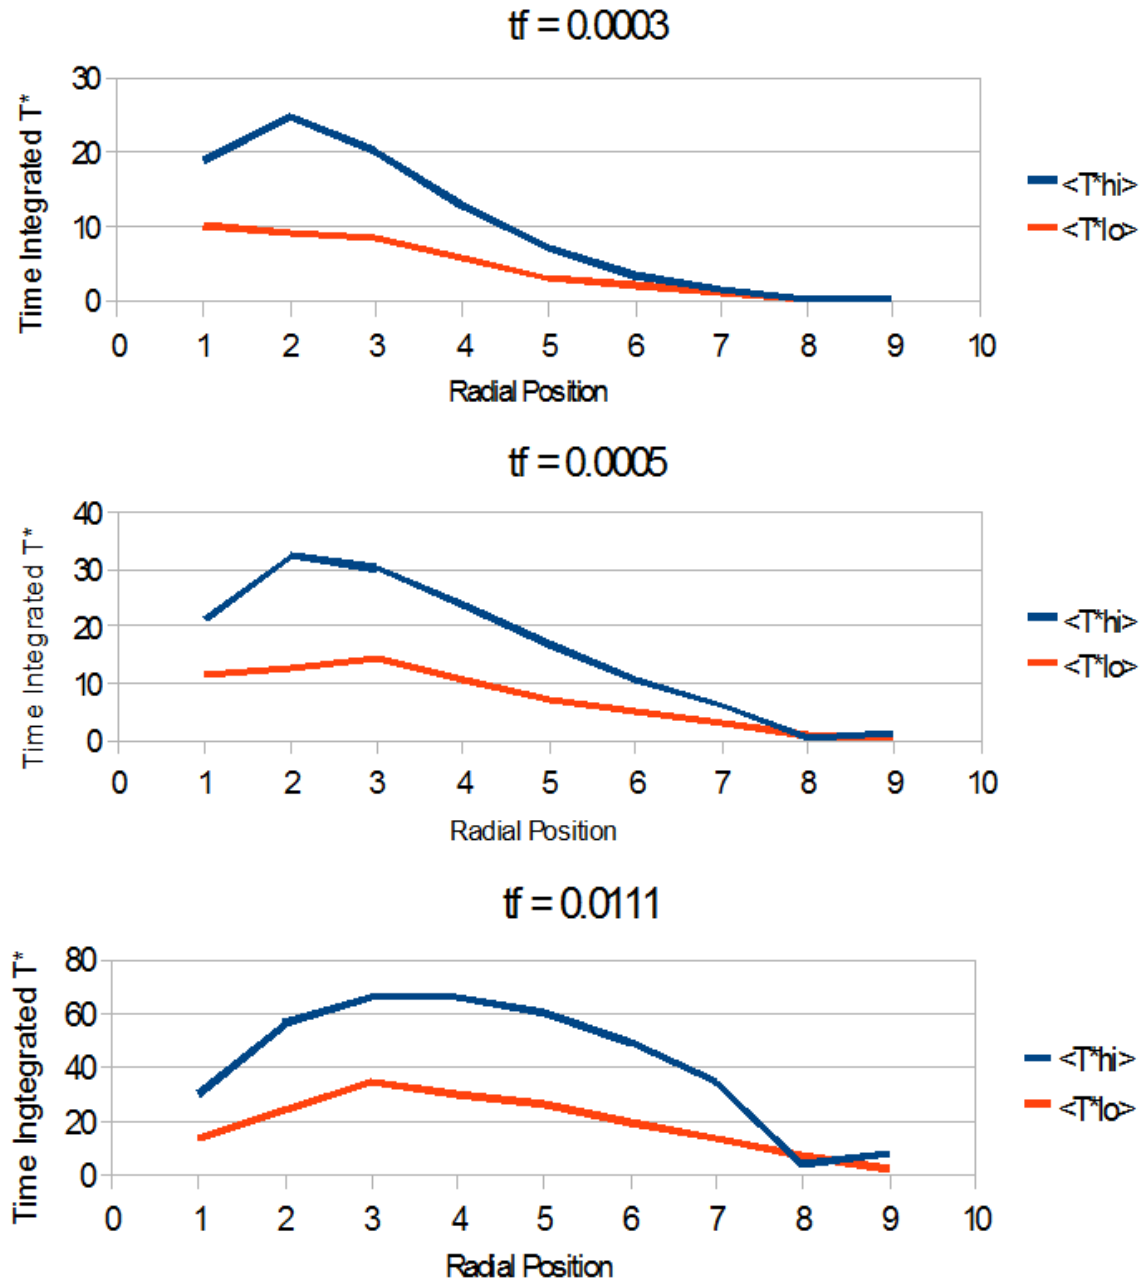 tf = 0.0003
Time Integrated T*
30
20
10
0
0 1 2 3 4 5 6 7 8 9 10
Radial Position
<T*hi>
<T*lo>
tf = 0.0005
Time Integrated T*
40
30
20
10
0
0 1 2 3 4 5 6 7 8 9 10
Radial Position
<T*hi>
<T*lo>
tf = 0.0111
Time Ingtegrated T*
80
60
40
20
0
0 1 2 3 4 5 6 7 8 9 10
Radial Position
<T*hi>
<T*lo>